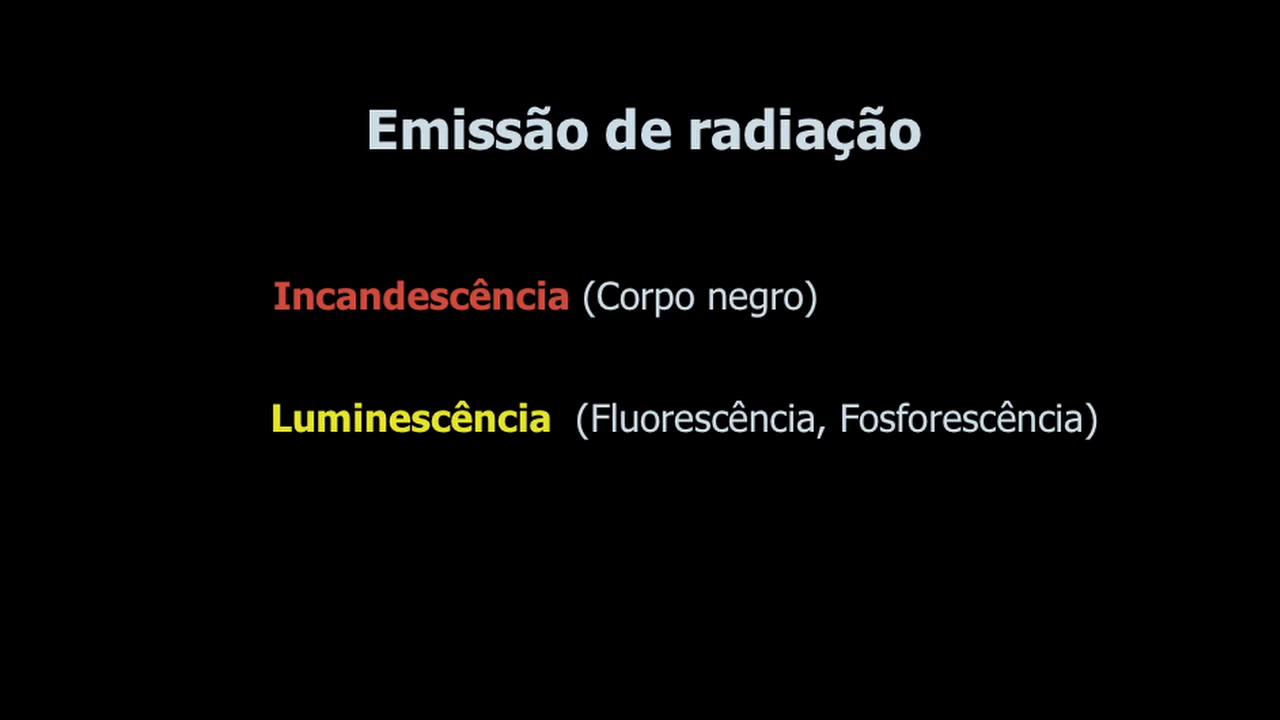 Emissão de radiação
Incandescência (Corpo negro)
Luminescência (Fluorescência, Fosforescência)